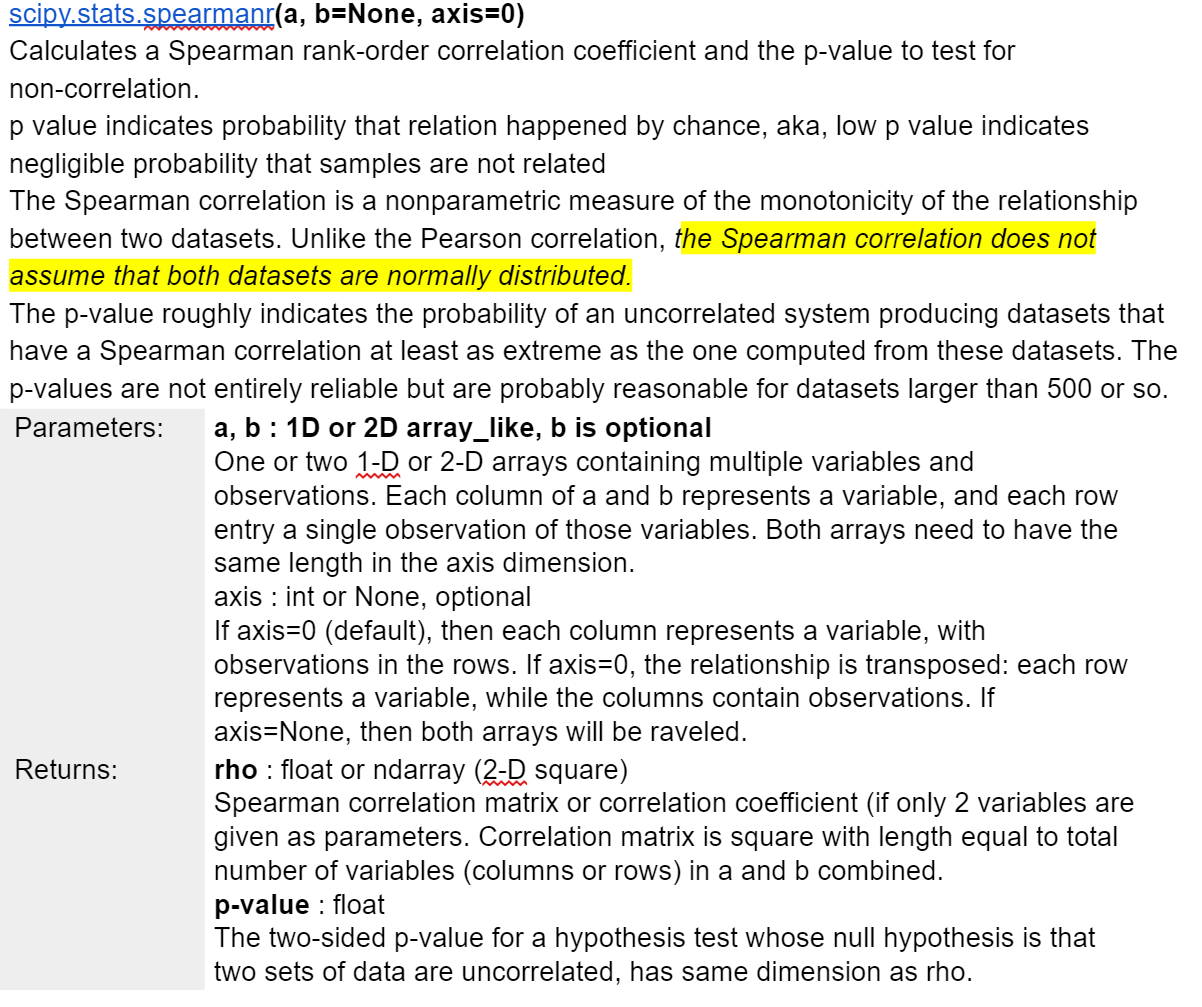 scipy.stats.spearmanr(a, b=None, axis=0)
Calculates a Spearman rank-order correlation coefficient and the p-value to test for
non-correlation.
p value indicates probability that relation happened by chance, aka, low p value indicates
negligible probability that samples are not related
The Spearman correlation is a nonparametric measure of the monotonicity of the relationship
between two datasets. Unlike the Pearson correlation, the Spearman correlation does not
assume that both datasets are normally distributed.
The p-value roughly indicates the probability of an uncorrelated system producing datasets that
have a Spearman correlation at least as extreme as the one computed from these datasets. The
p-values are not entirely reliable but are probably reasonable for datasets larger than 500 or so.
Parameters: a, b : 1D or 2D array_like, b is optional
One or two 1-D or 2-D arrays containing multiple variables and
observations. Each column of a and b represents a variable, and each row
entry a single observation of those variables. Both arrays need to have the
same length in the axis dimension.
axis : int or None, optional
If axis=0 (default), then each column represents a variable, with
observations in the rows. If axis=0, the relationship is transposed: each row
represents a variable, while the columns contain observations. If
axis=None, then both arrays will be raveled.
Returns: rho : float or ndarray (2-D square)
Spearman correlation matrix or correlation coefficient (if only 2 variables are
given as parameters. Correlation matrix is square with length equal to total
number of variables (columns or rows) in a and b combined.
p-value : float
The two-sided p-value for a hypothesis test whose null hypothesis is that
two sets of data are uncorrelated, has same dimension as rho.